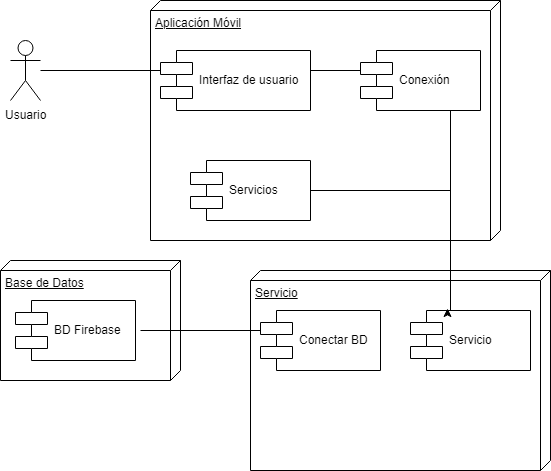 Aplicación Móvil
Usuario
Interfaz de usuario
Conexión
Servicios
Base de Datos
BD Firebase
Servicio
Conectar BD
Servicio